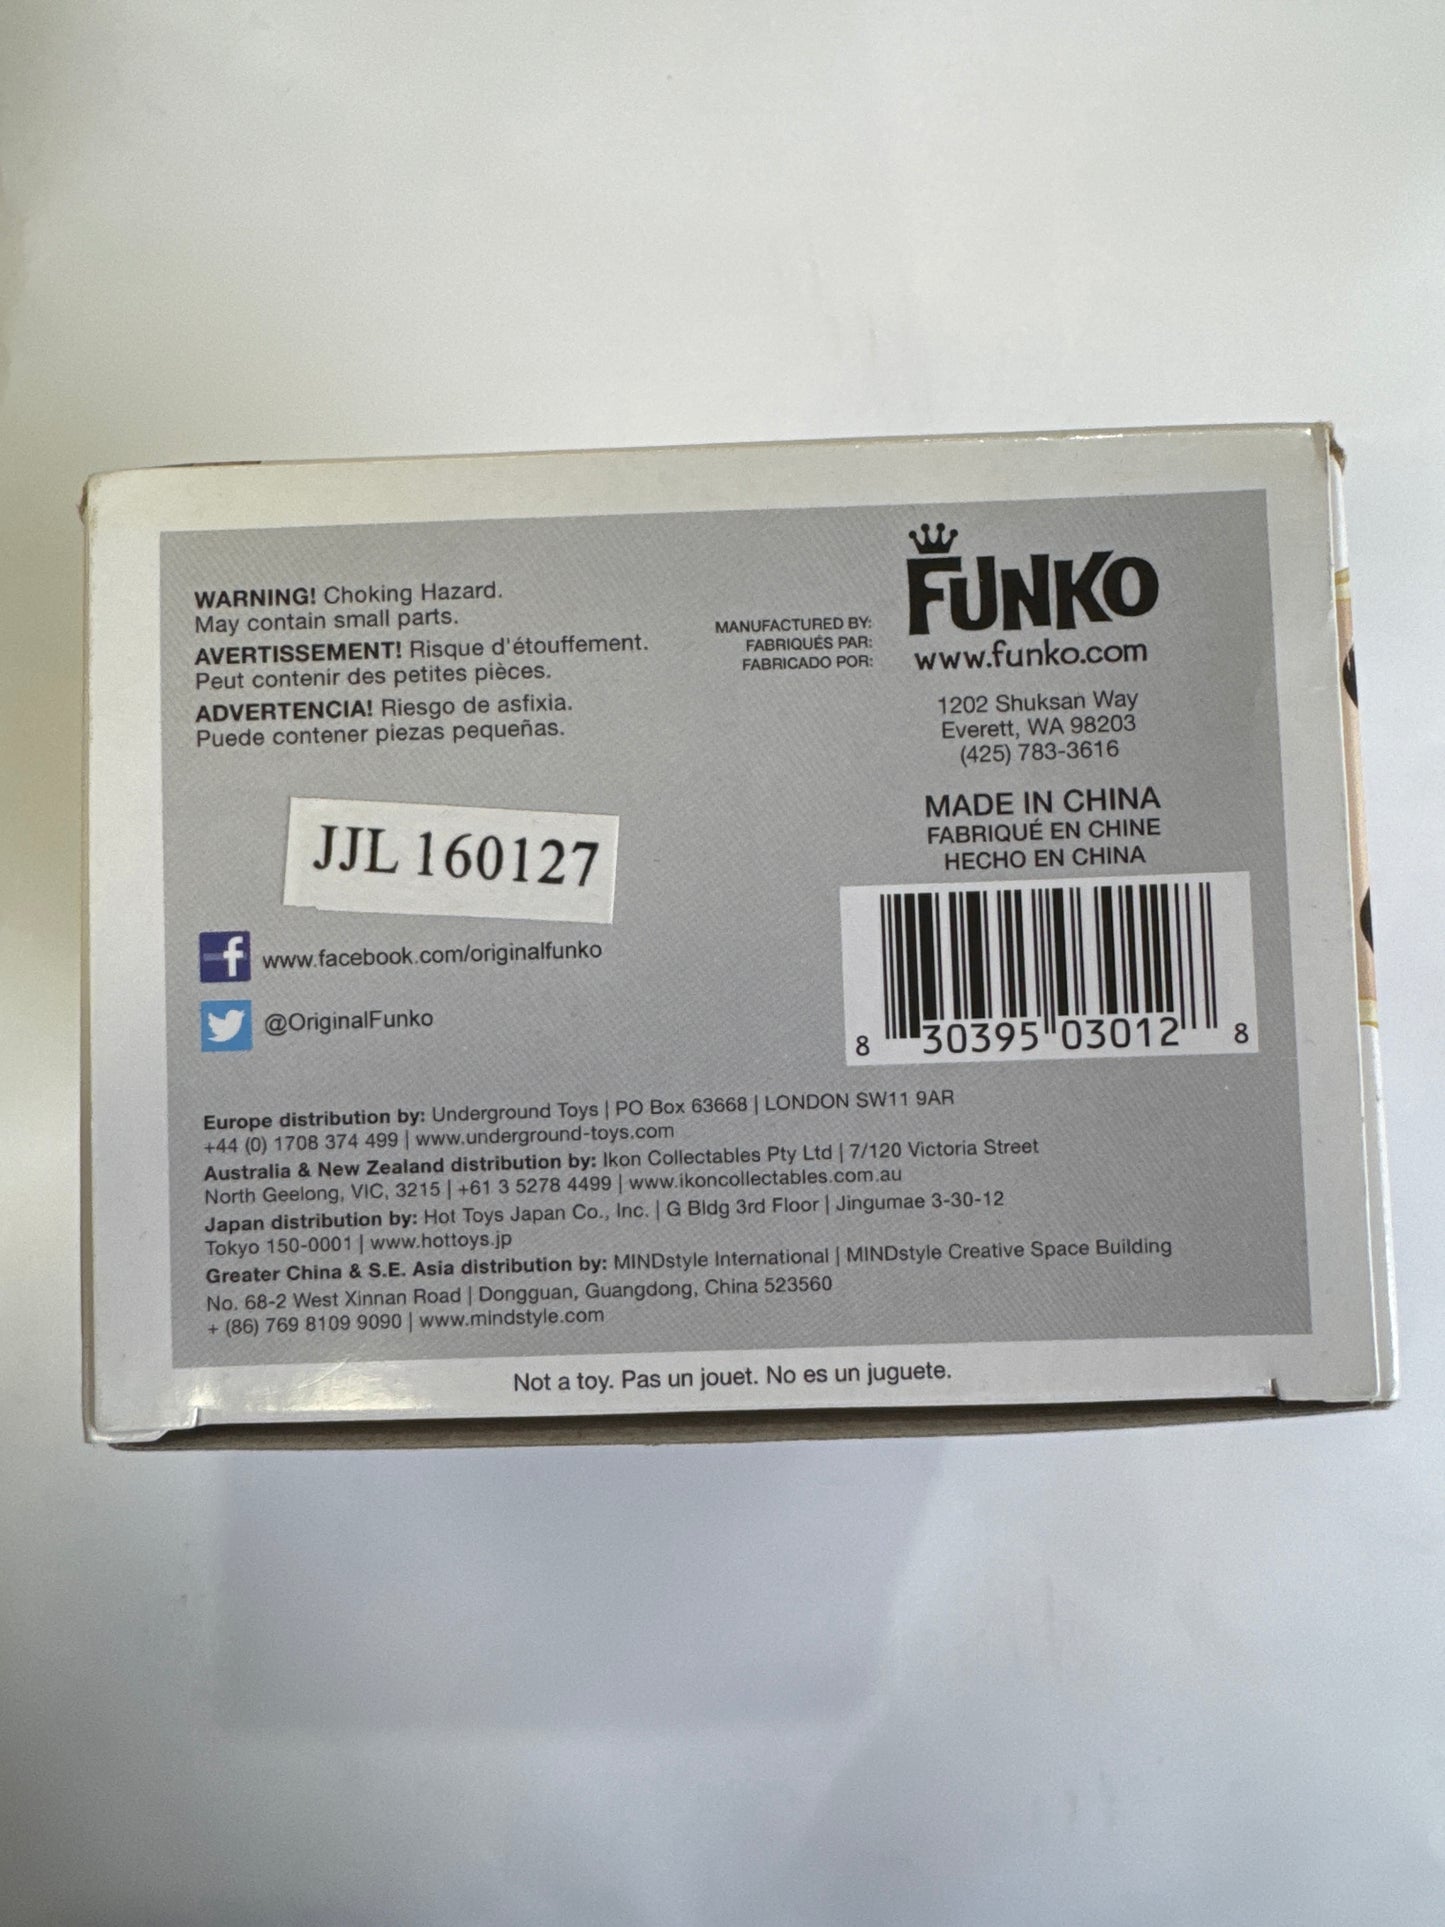 WARNING! Choking Hazard.
May contain small parts.
AVERTISSEMENT! Risque d'étouffement.
Peut contenir des petites pièces.
ADVERTENCIA! Riesgo de asfixia.
Puede contener piezas pequeñas.
MANUFACTURED BY:
FABRIQUÉS PAR:
FABRICADO POR:
FUNKO
www.funko.com
1202 Shuksan Way
Everett, WA 98203
(425) 783-3616
MADE IN CHINA
FABRIQUÉ EN CHINE
HECHO EN CHINA
JJL 160127
f www.facebook.com/originalfunko
@OriginalFunko
8 30395 03012 8
Europe distribution by: Underground Toys | PO Box 63668 | LONDON SW11 9AR
+44 (0) 1708 374 499 | www.underground-toys.com
Australia & New Zealand distribution by: Ikon Collectables Pty Ltd | 7/120 Victoria Street
North Geelong, VIC, 3215 | +61 3 5278 4499 | www.ikoncollectables.com.au
Japan distribution by: Hot Toys Japan Co., Inc. | G Bldg 3rd Floor | Jingumae 3-30-12
Tokyo 150-0001 | www.hottoys.jp
Greater China & S.E. Asia distribution by: MINDstyle International | MINDstyle Creative Space Building
No. 68-2 West Xinnan Road | Dongguan, Guangdong, China 523560
+ (86) 769 8109 9090 | www.mindstyle.com
Not a toy. Pas un jouet. No es un juguete.